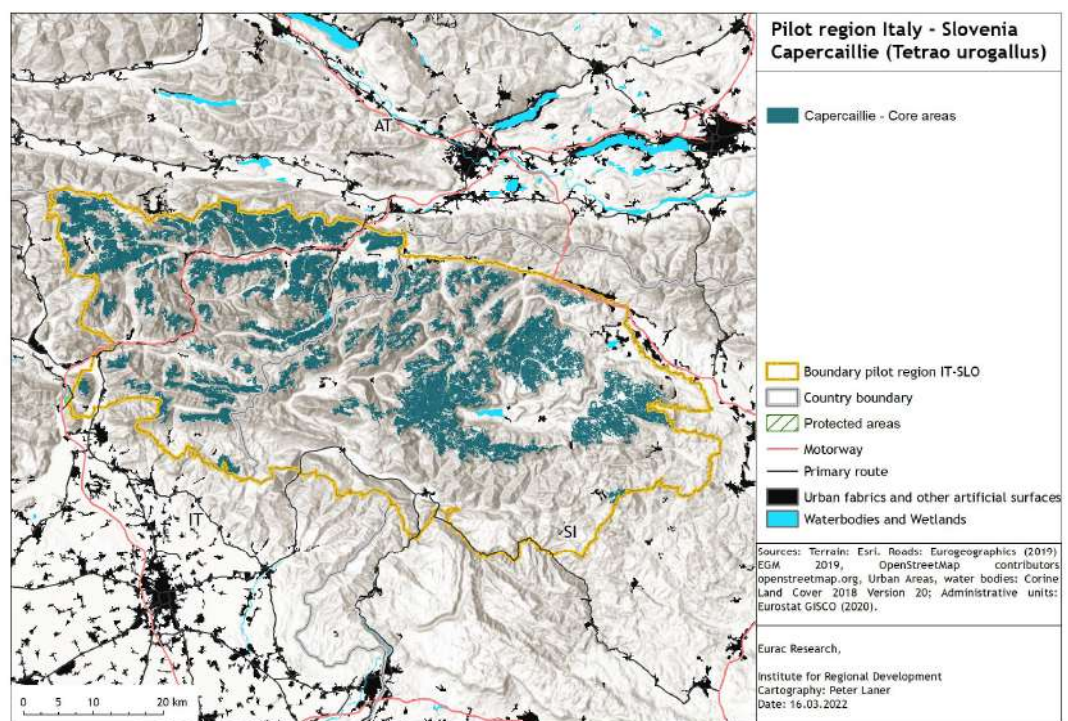 Pilot region Italy - Slovenia
Capercaillie (Tetrao urogallus)
Capercaillie - Core areas
AT
IT
SI
Boundary pilot region IT-SLO
Country boundary
Protected areas
Motorway
Primary route
Urban fabrics and other artificial surfaces
Waterbodies and Wetlands
Sources: Terrain: Esri. Roads: Eurogeographics (2019)
EGM 2019, OpenStreetMap contributors
openstreetmap.org, Urban Areas, water bodies: Corine
Land Cover 2018 Version 20; Administrative units:
Eurostat GISCO (2020).
Eurac Research,
Institute for Regional Development
Cartography: Peter Laner
Date: 16.03.2022
0 5 10 20 km